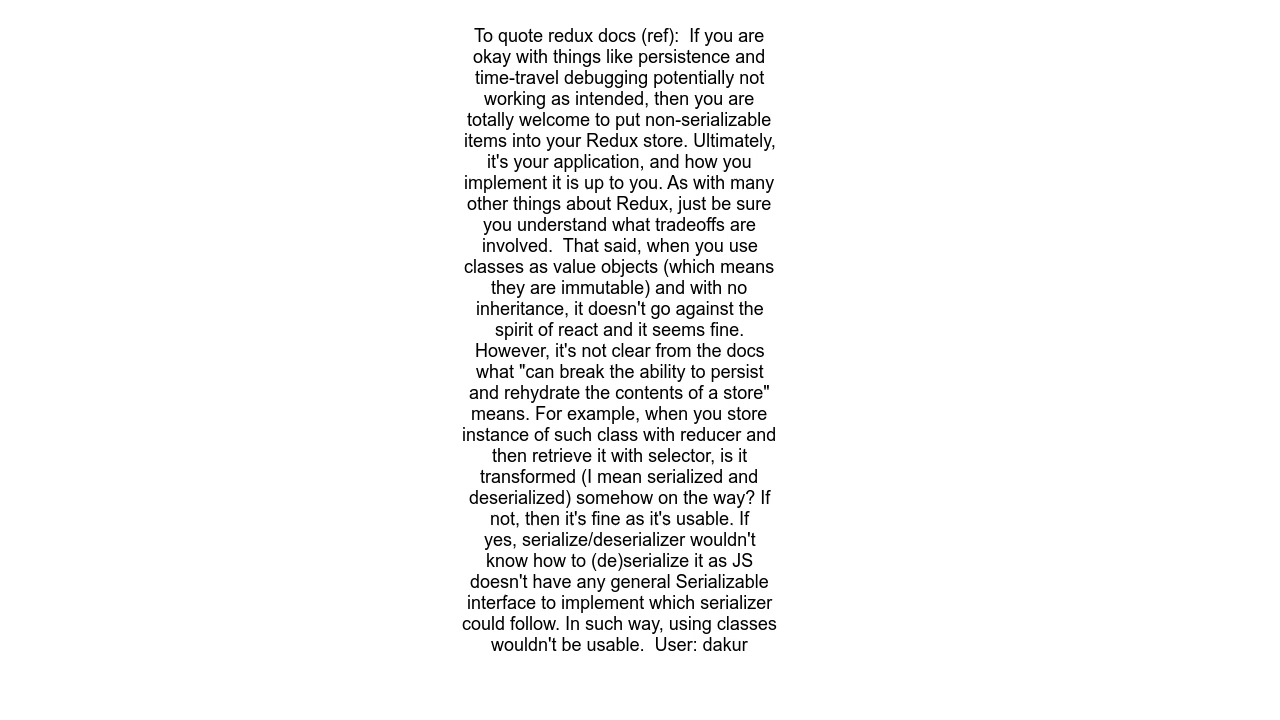 To quote redux docs (ref):  If you are
okay with things like persistence and
time-travel debugging potentially not
working as intended, then you are
totally welcome to put non-serializable
items into your Redux store. Ultimately,
it's your application, and how you
implement it is up to you. As with many
other things about Redux, just be sure
you understand what tradeoffs are
involved.  That said, when you use
classes as value objects (which means
they are immutable) and with no
inheritance, it doesn't go against the
spirit of react and it seems fine.
However, it's not clear from the docs
what "can break the ability to persist
and rehydrate the contents of a store"
means. For example, when you store
instance of such class with reducer and
then retrieve it with selector, is it
transformed (I mean serialized and
deserialized) somehow on the way? If
not, then it's fine as it's usable. If
yes, serialize/deserializer wouldn't
know how to (de)serialize it as JS
doesn't have any general Serializable
interface to implement which serializer
could follow. In such way, using classes
wouldn't be usable.  User: dakur